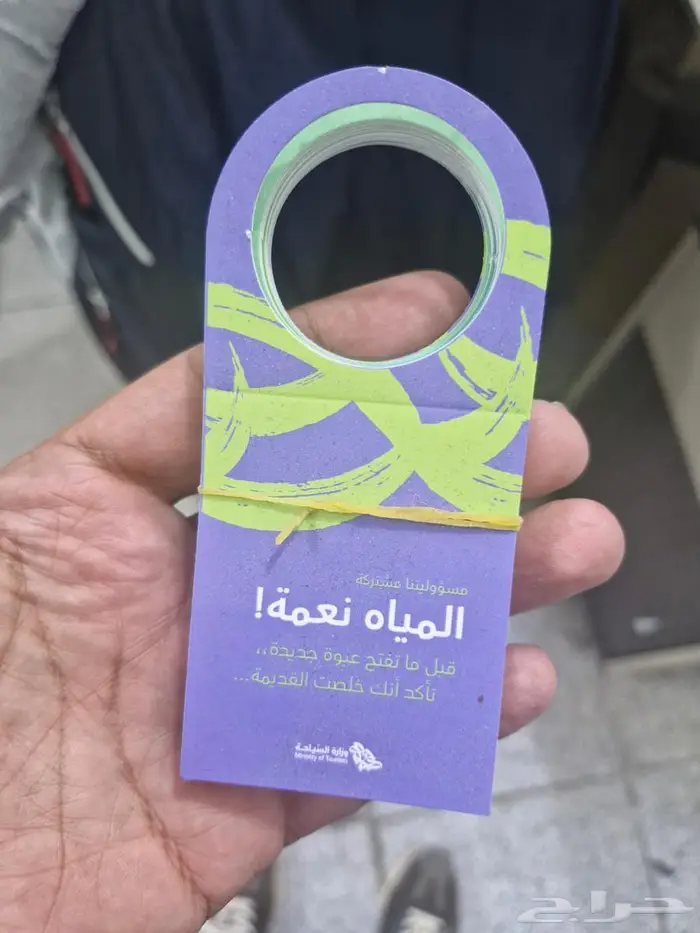 مسؤوليتنا مشتركة
المياه نعمة!
قبل ما تفتح عبوة جديدة،،
تأكد أنك خلصت القديمة...
وزارة السياحة
Ministry of Tourism
حراج